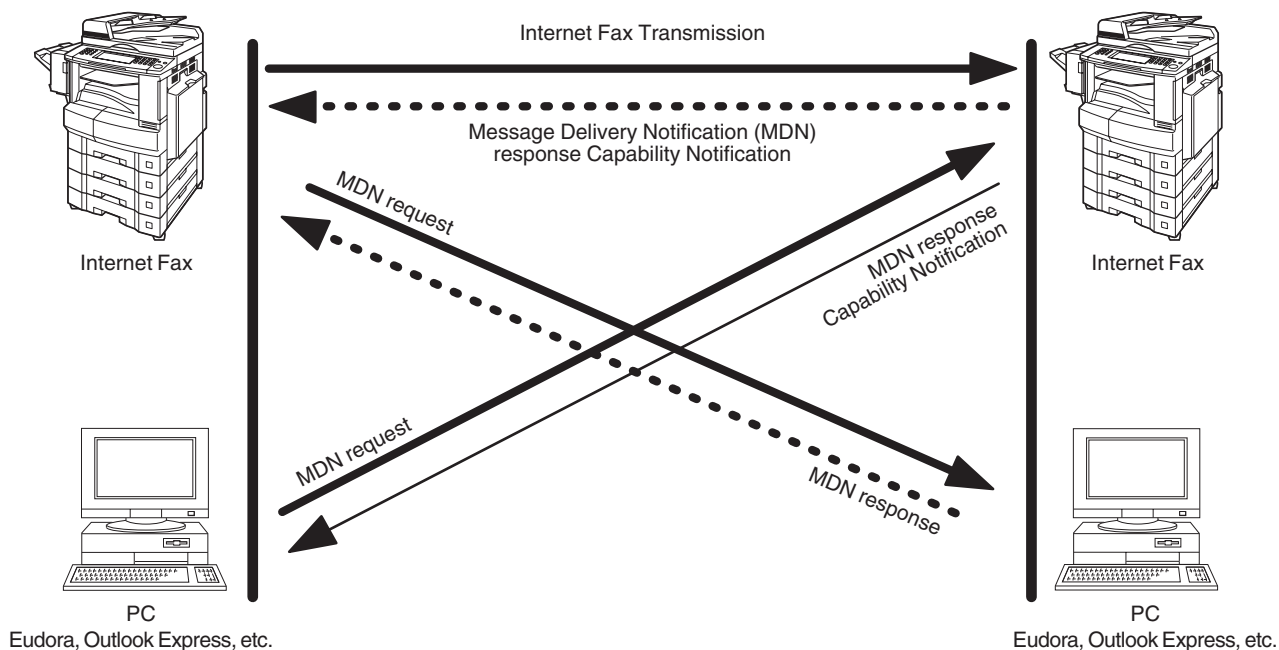 Internet Fax Transmission
Message Delivery Notification (MDN)
response Capability Notification
MDN request
MDN response
Capability Notification
Internet Fax
Internet Fax
MDN request
MDN response
PC
Eudora, Outlook Express, etc.
PC
Eudora, Outlook Express, etc.